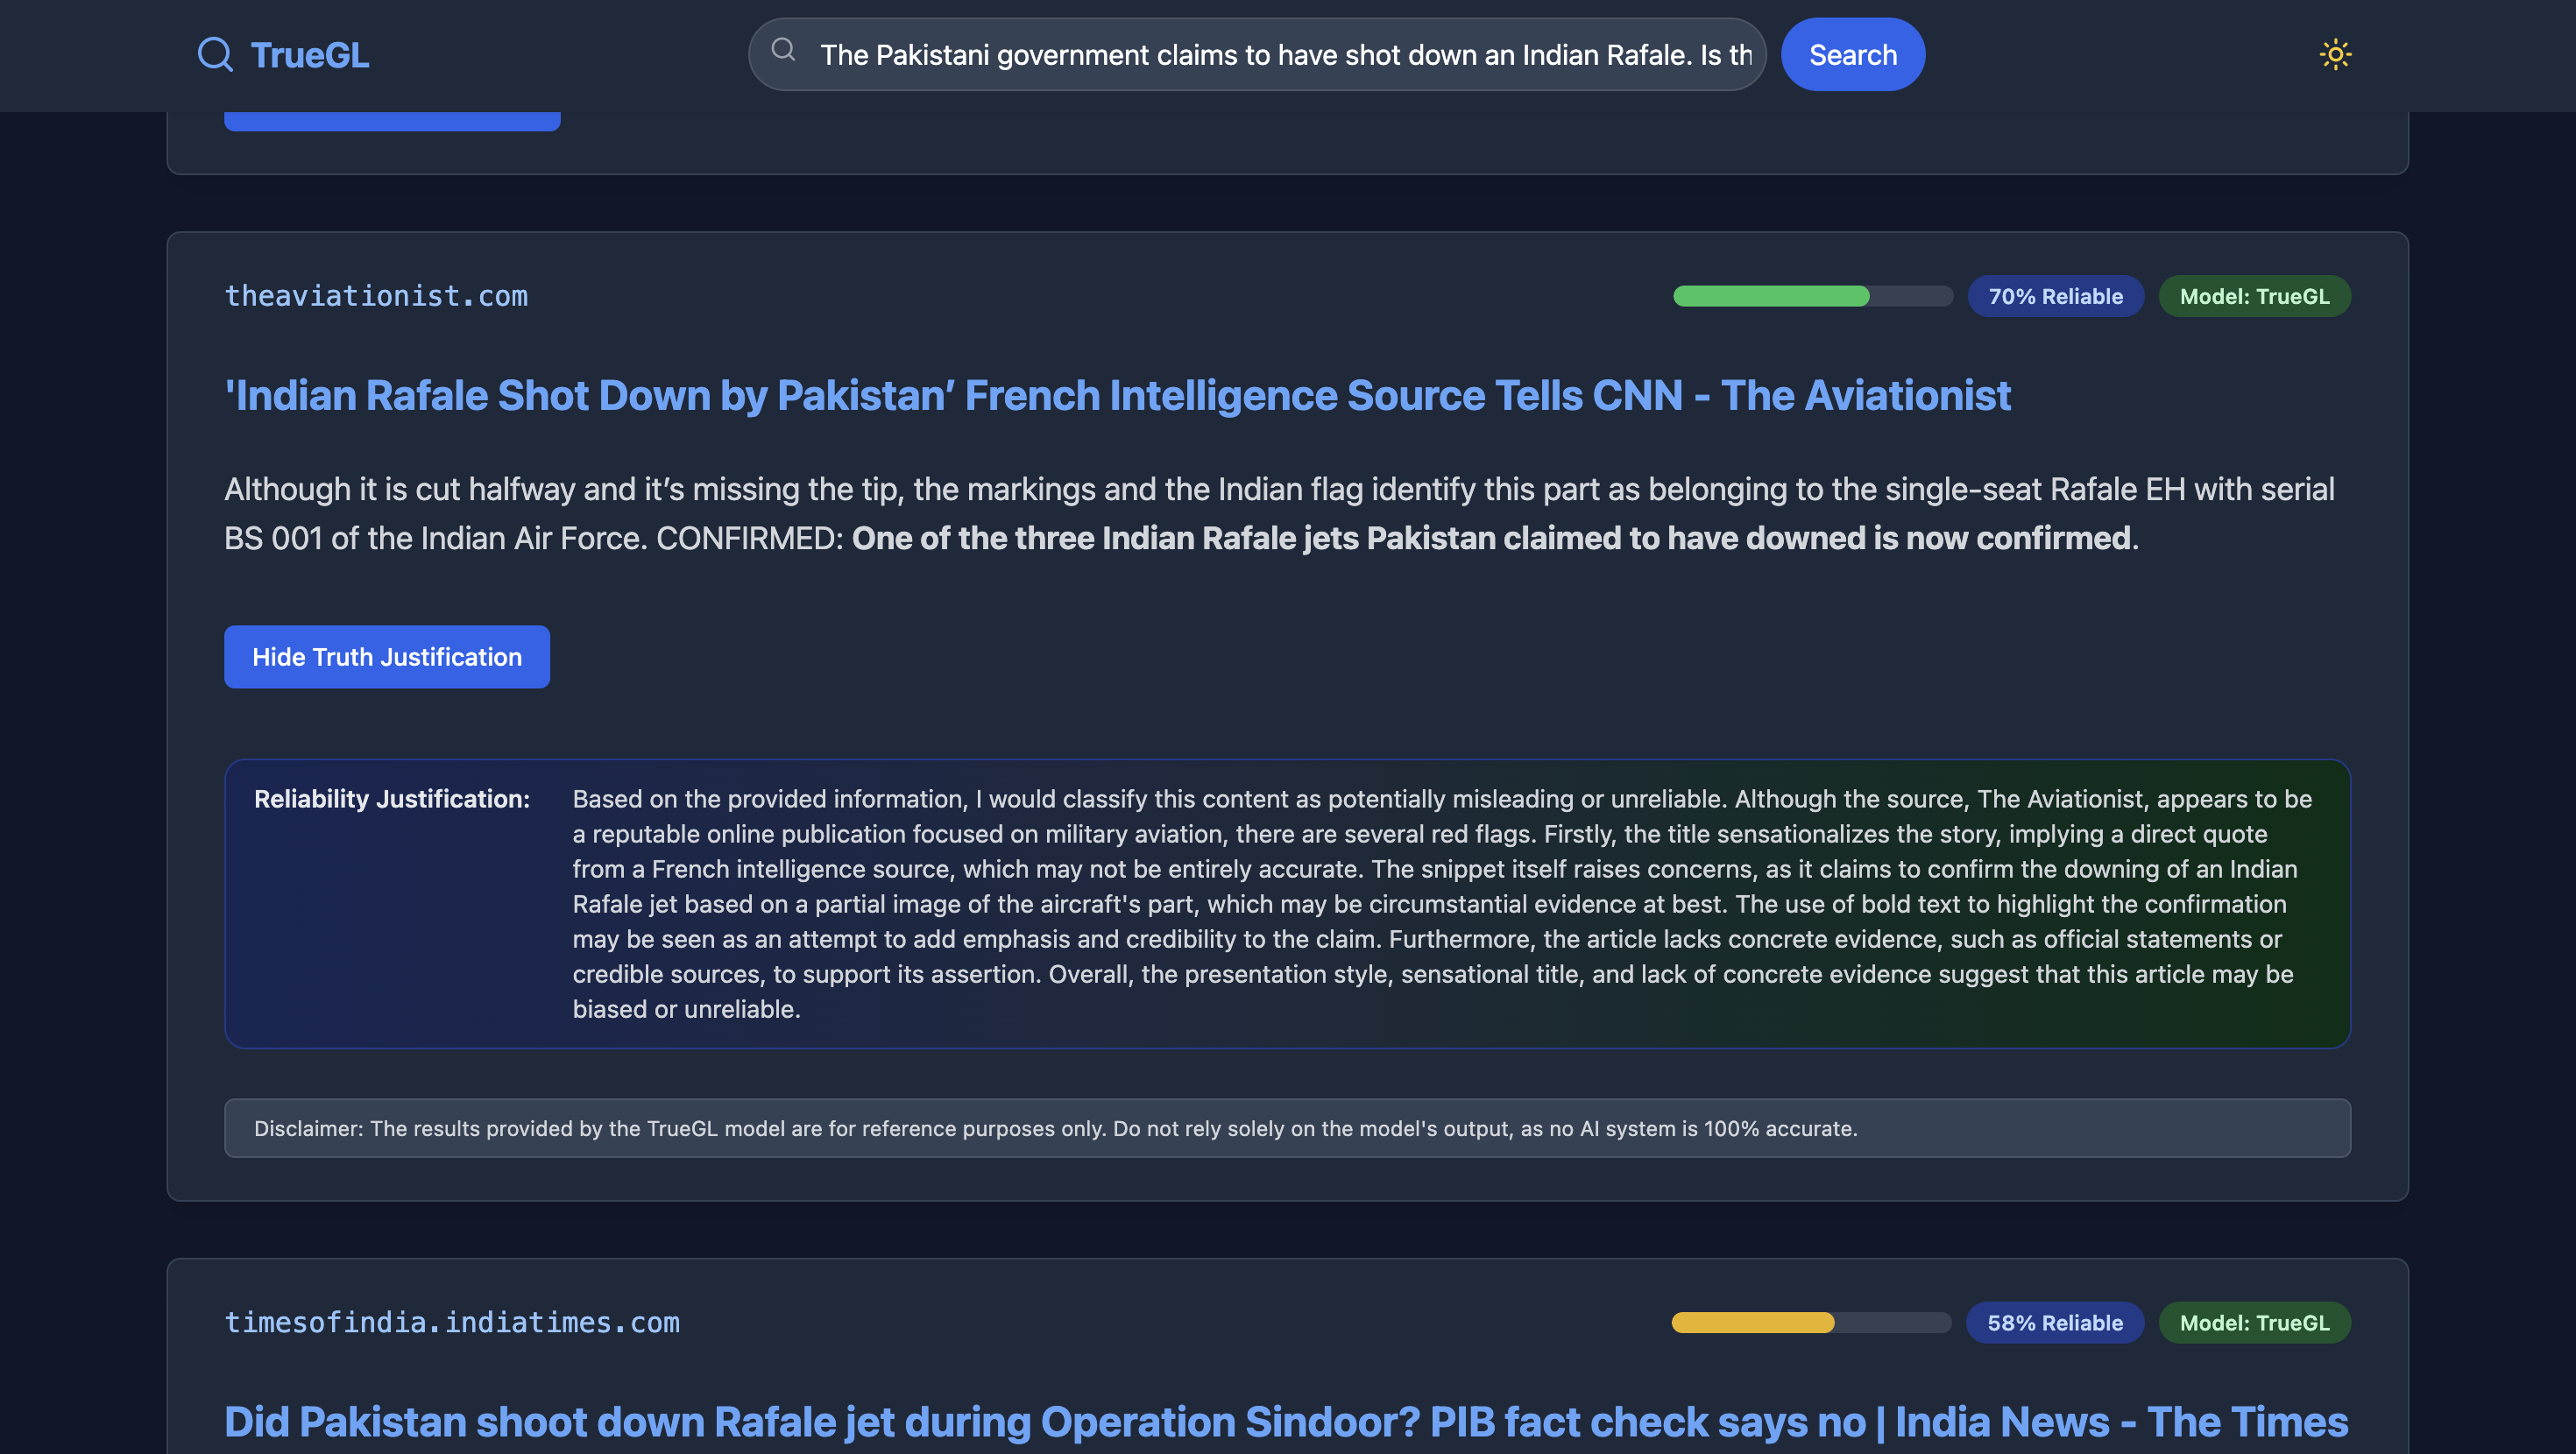 TrueGL
The Pakistani government claims to have shot down an Indian Rafale. Is th
Search
theaviationist.com
70% Reliable
Model: TrueGL
'Indian Rafale Shot Down by Pakistan’ French Intelligence Source Tells CNN - The Aviationist
Although it is cut halfway and it’s missing the tip, the markings and the Indian flag identify this part as belonging to the single-seat Rafale EH with serial
BS 001 of the Indian Air Force. CONFIRMED: One of the three Indian Rafale jets Pakistan claimed to have downed is now confirmed.
Hide Truth Justification
Reliability Justification:
Based on the provided information, I would classify this content as potentially misleading or unreliable. Although the source, The Aviationist, appears to be
a reputable online publication focused on military aviation, there are several red flags. Firstly, the title sensationalizes the story, implying a direct quote
from a French intelligence source, which may not be entirely accurate. The snippet itself raises concerns, as it claims to confirm the downing of an Indian
Rafale jet based on a partial image of the aircraft's part, which may be circumstantial evidence at best. The use of bold text to highlight the confirmation
may be seen as an attempt to add emphasis and credibility to the claim. Furthermore, the article lacks concrete evidence, such as official statements or
credible sources, to support its assertion. Overall, the presentation style, sensational title, and lack of concrete evidence suggest that this article may be
biased or unreliable.
Disclaimer: The results provided by the TrueGL model are for reference purposes only. Do not rely solely on the model's output, as no AI system is 100% accurate.
timesofindia.indiatimes.com
58% Reliable
Model: TrueGL
Did Pakistan shoot down Rafale jet during Operation Sindoor? PIB fact check says no | India News - The Times